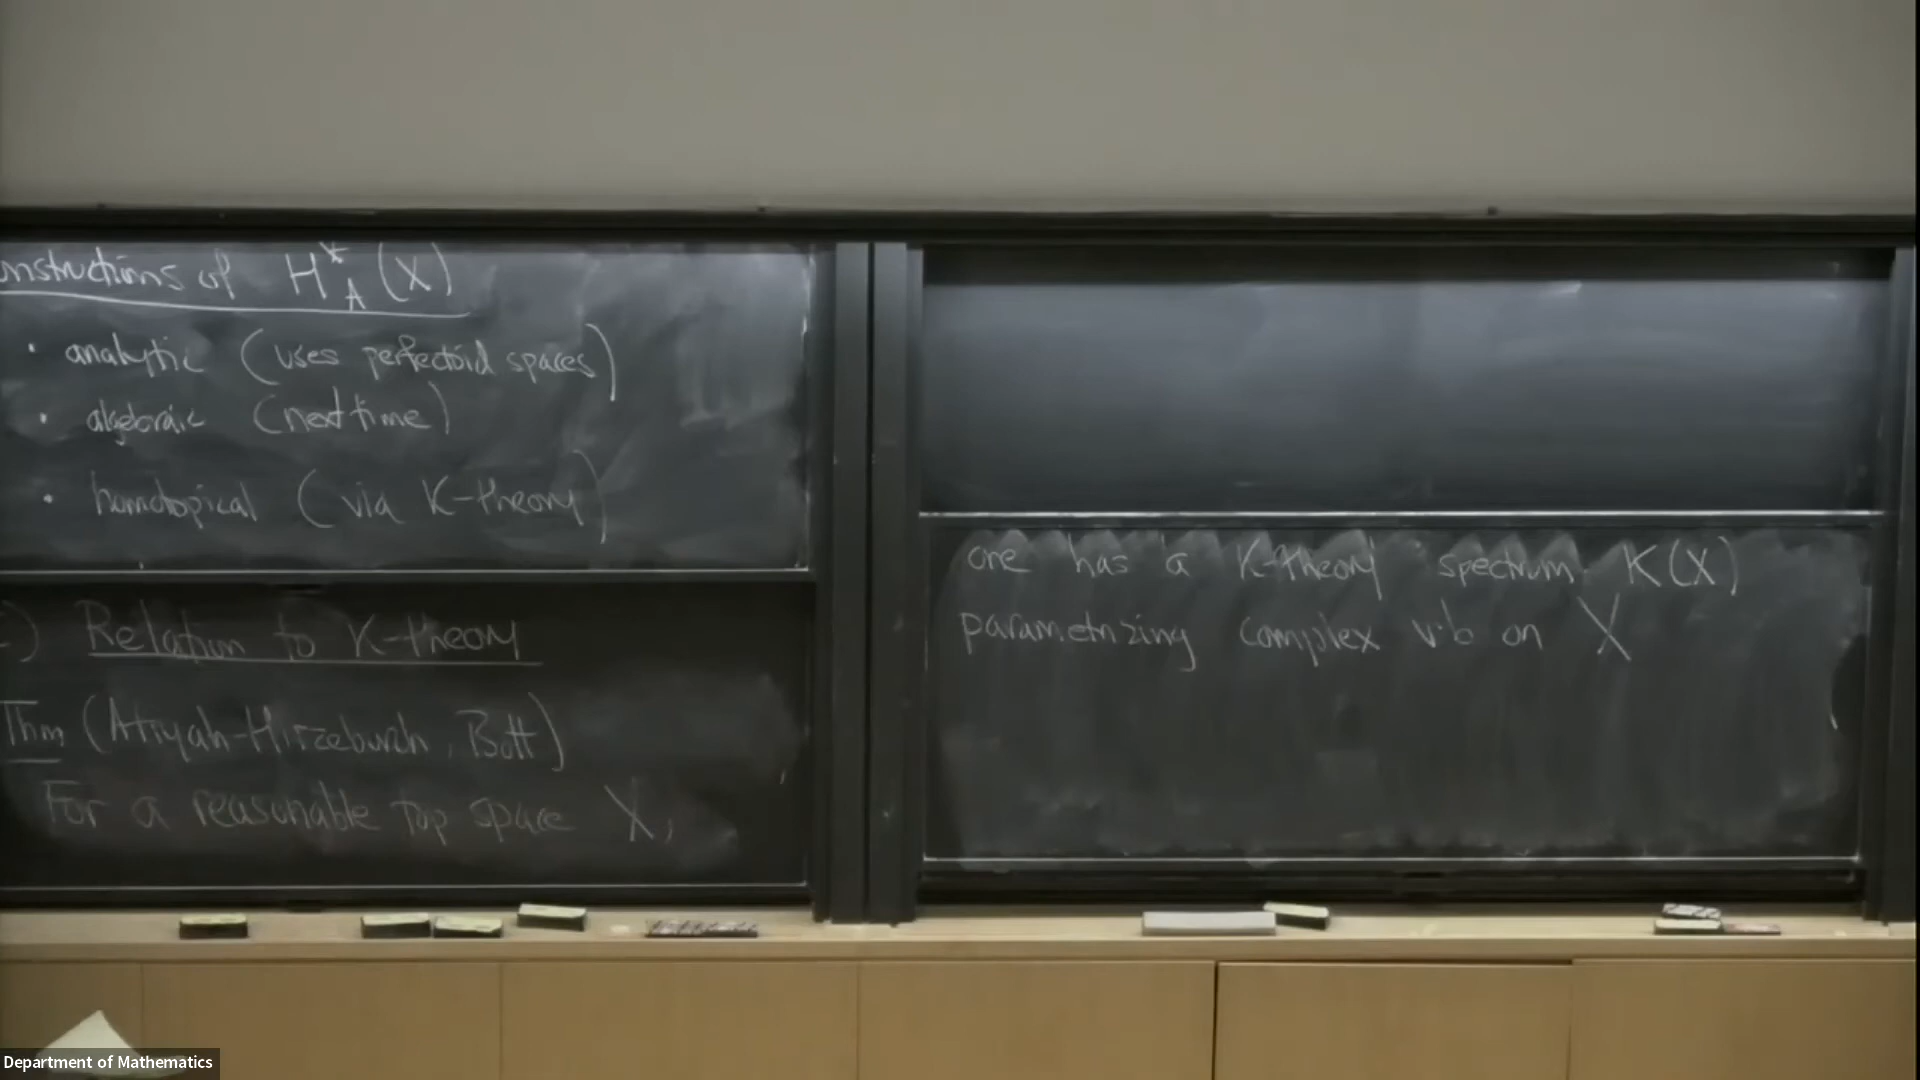 nstructions of H*_A(X)
· analytic (uses perfectoid spaces)
· algebraic (next time)
· homotopical (via K-theory)
) Relation to K-theory
Thm (Atiyah-Hirzebruch, Bott)
For a reasonable top space X,
one has a K-theory spectrum K(X)
parametrizing complex v.b on X
Department of Mathematics